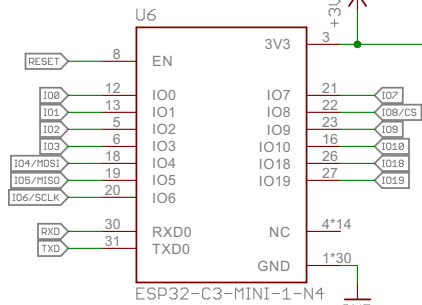 U6
+3V
3 3V3
RESET 8 EN
IO0 12 IO0 IO7 21 IO7
IO1 13 IO1 IO8 22 IO8/CS
IO2 5 IO2 IO9 23 IO9
IO3 6 IO3 IO10 16 IO10
IO4/MOSI 18 IO4 IO18 26 IO18
IO5/MISO 19 IO5 IO19 27 IO19
IO6/SCLK 20 IO6
RXD 30 RXD0 NC 4*14
TXD 31 TXD0
GND 1*30
ESP32-C3-MINI-1-N4